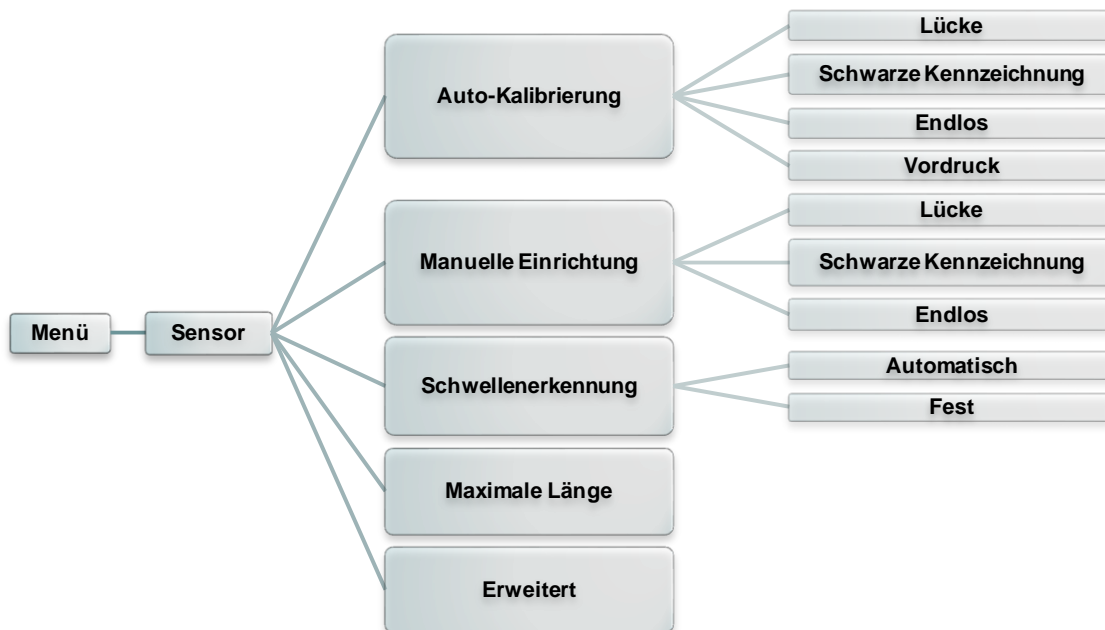 Menü
Sensor
Auto-Kalibrierung
Lücke
Schwarze Kennzeichnung
Endlos
Vordruck
Manuelle Einrichtung
Lücke
Schwarze Kennzeichnung
Endlos
Schwellenerkennung
Automatisch
Fest
Maximale Länge
Erweitert